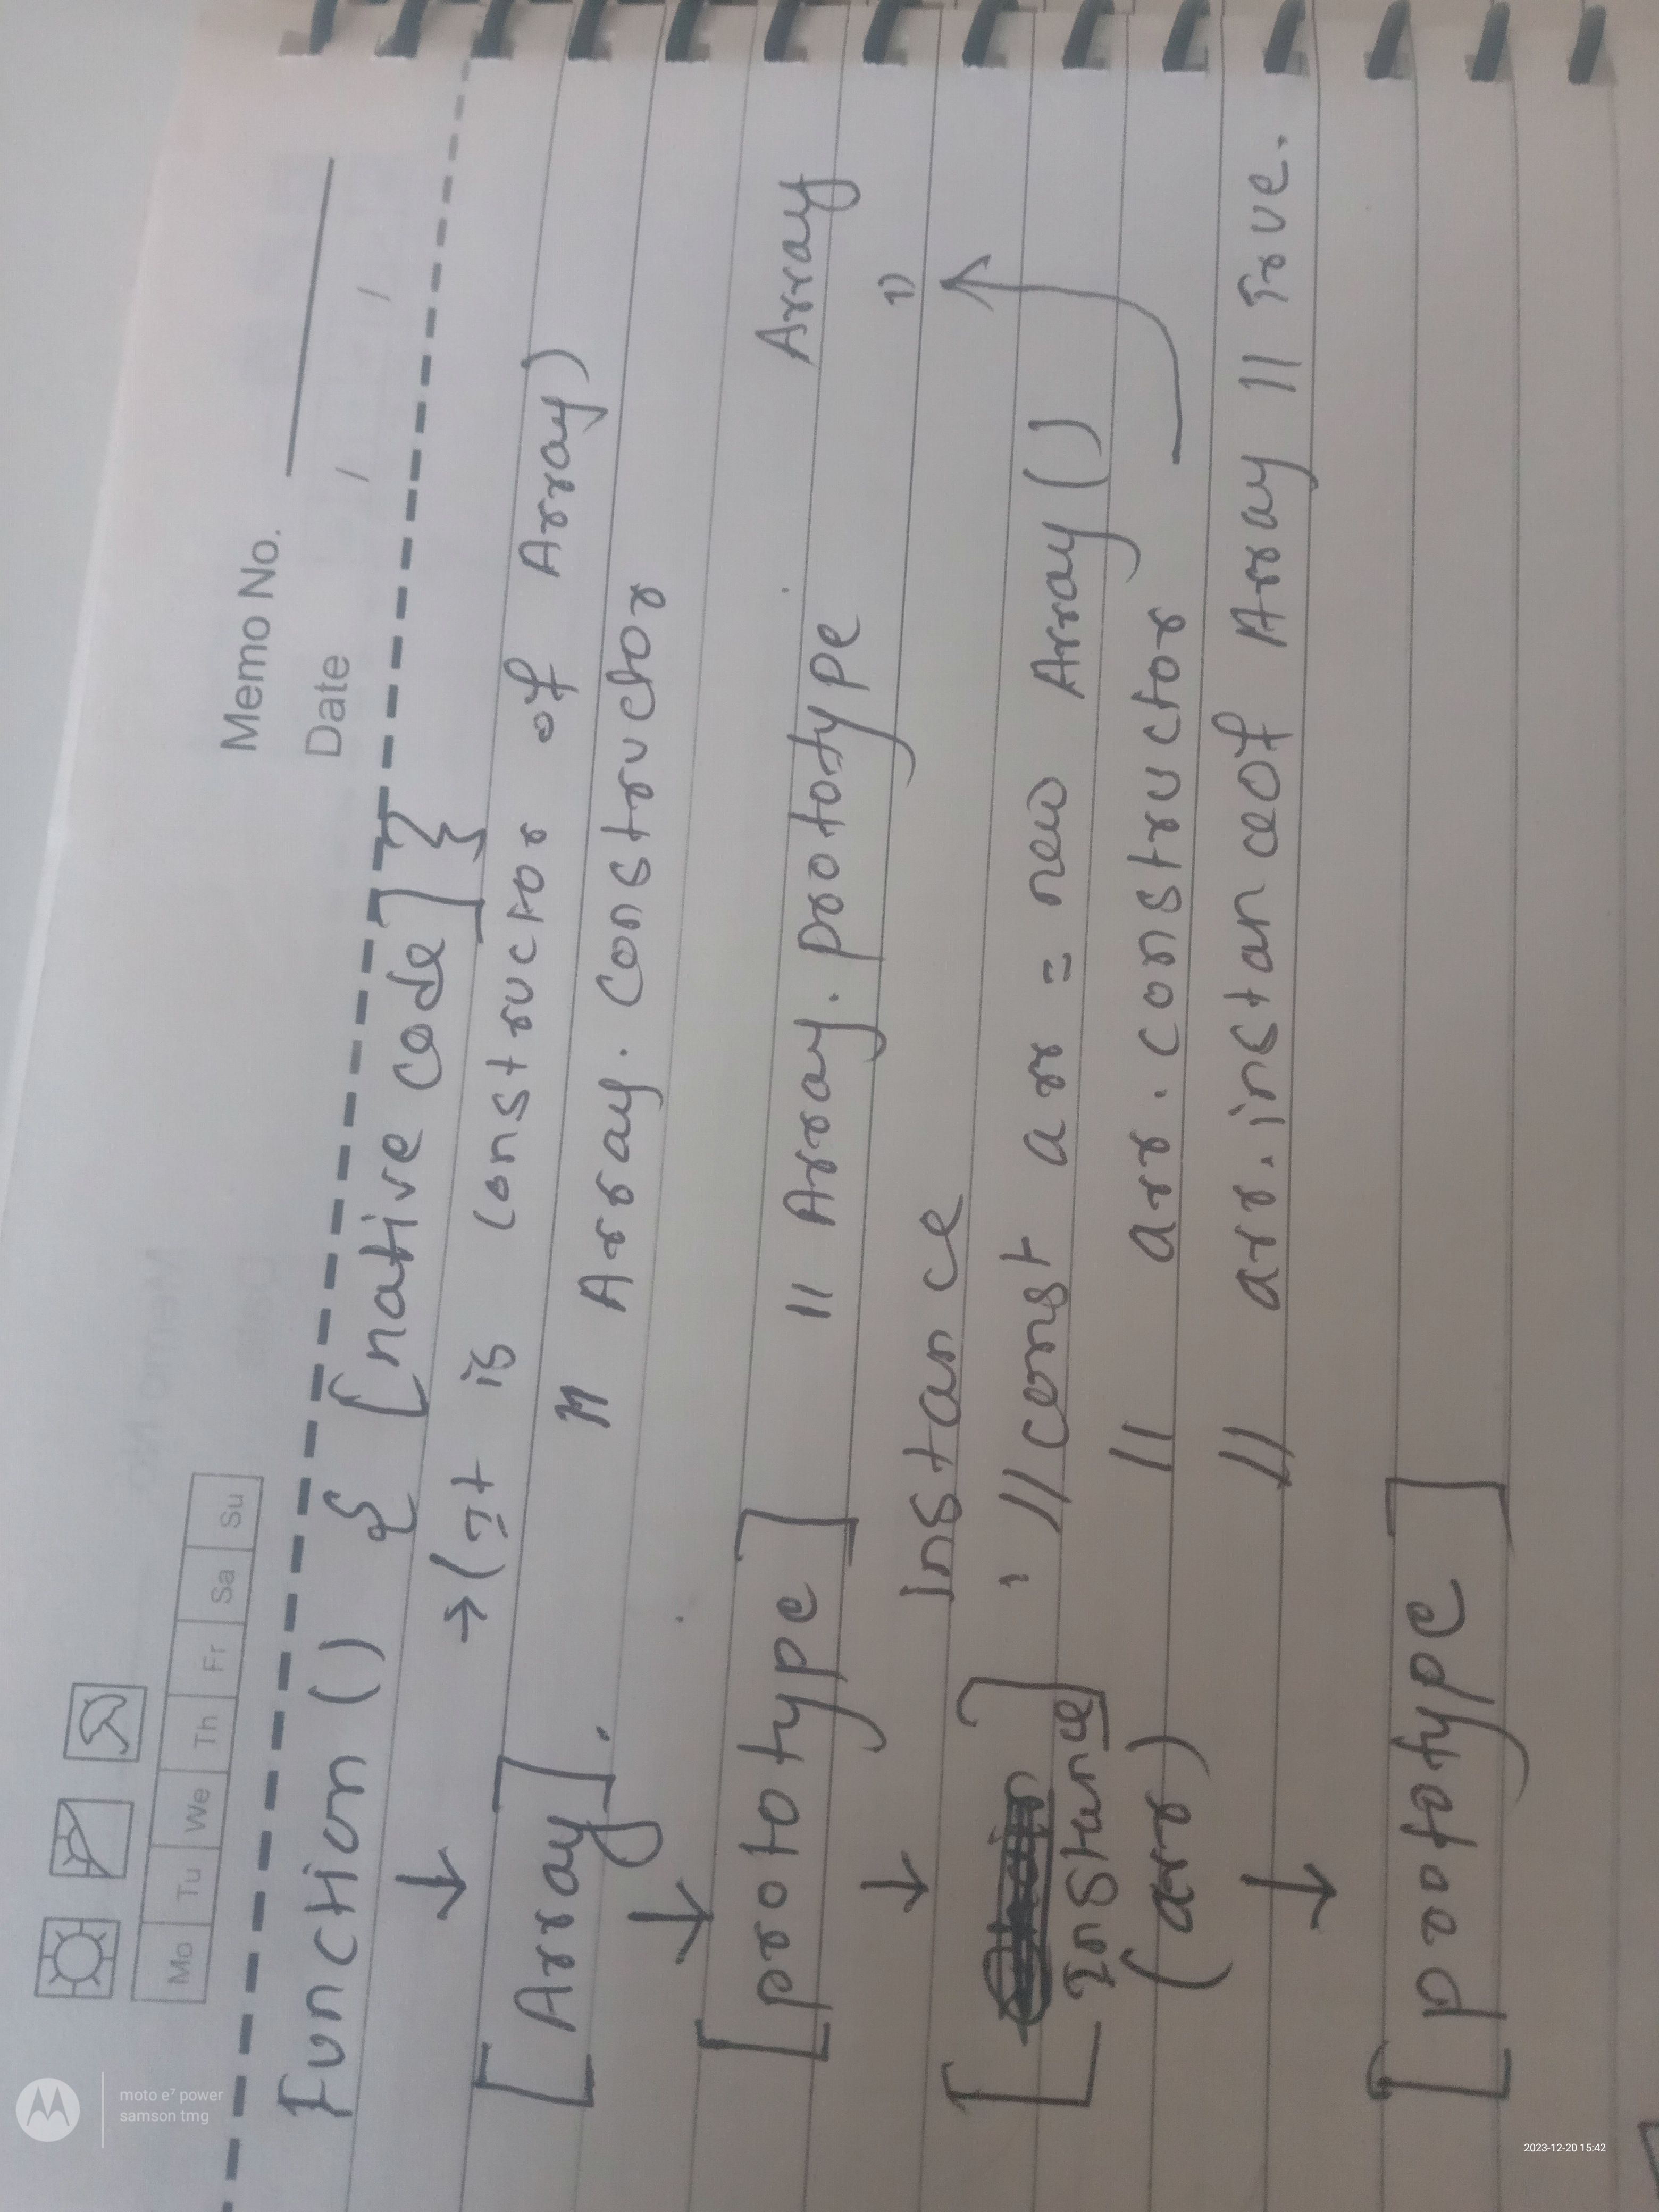 moto e⁷ power
samson tmg
Mo Tu We Th Fr Sa Su
Memo No.
Date / /
Function () { [native code] }
→ (It is constructor of Array)
[Array]. // Array. constructor
[prototype] // Array. prototype
Array
instance
[Instance] // const arr = new Array()
(arr) // arr. constructor
// arr. instanceof Array // True.
[prototype]
2023-12-20 15:42